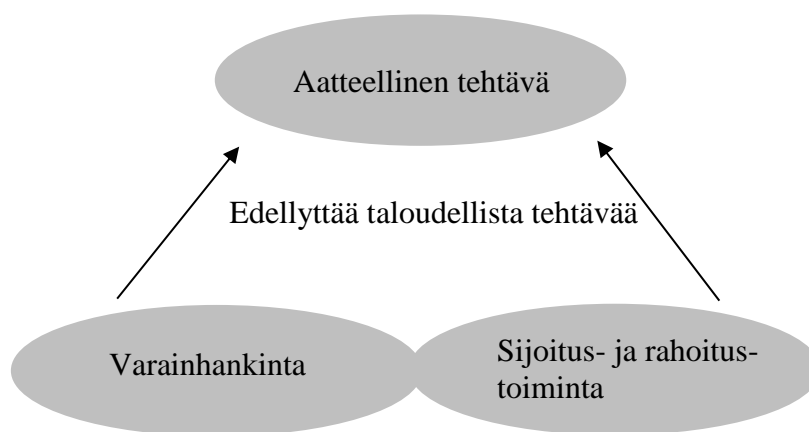 Aatteellinen tehtävä
Edellyttää taloudellista tehtävää
Varainhankinta
Sijoitus- ja rahoitus-
toiminta